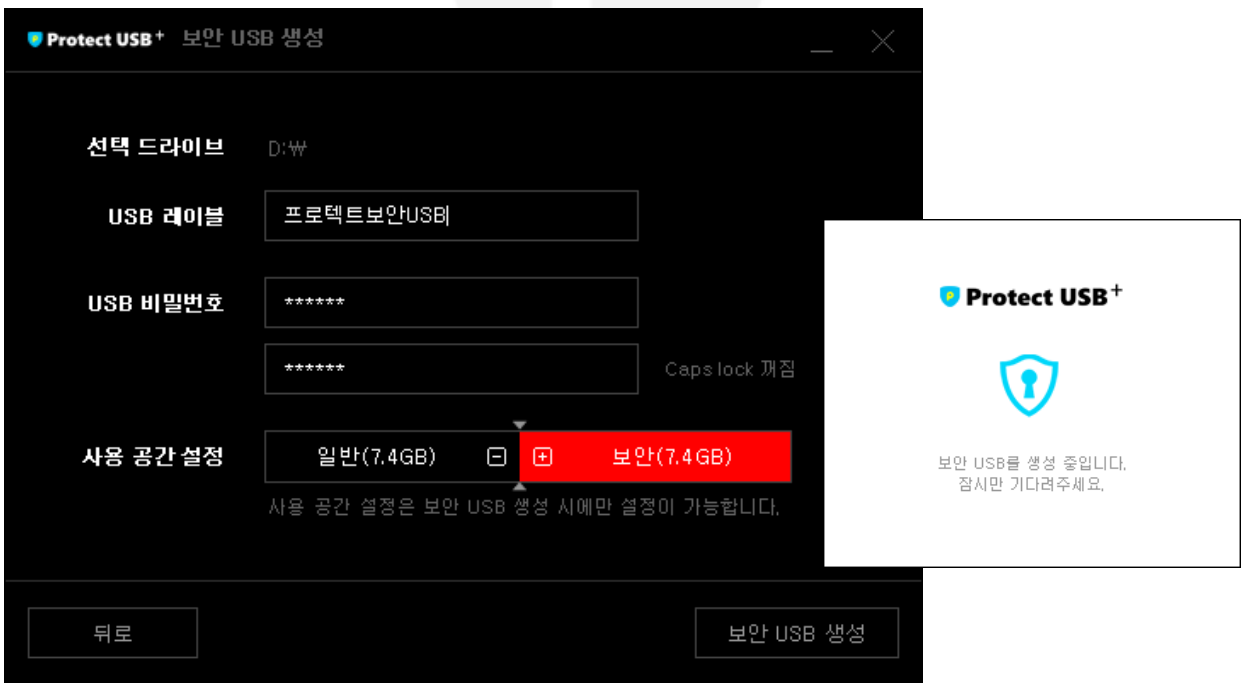 Protect USB+ 보안 USB 생성
선택 드라이브 D:₩
USB 레이블 프로텍트보안USB
USB 비밀번호 ******
****** Caps lock 꺼짐
사용 공간 설정 일반(7.4GB) 보안(7.4GB)
사용 공간 설정은 보안 USB 생성 시에만 설정이 가능합니다.
뒤로 보안 USB 생성
Protect USB+
보안 USB를 생성 중입니다.
잠시만 기다려주세요.